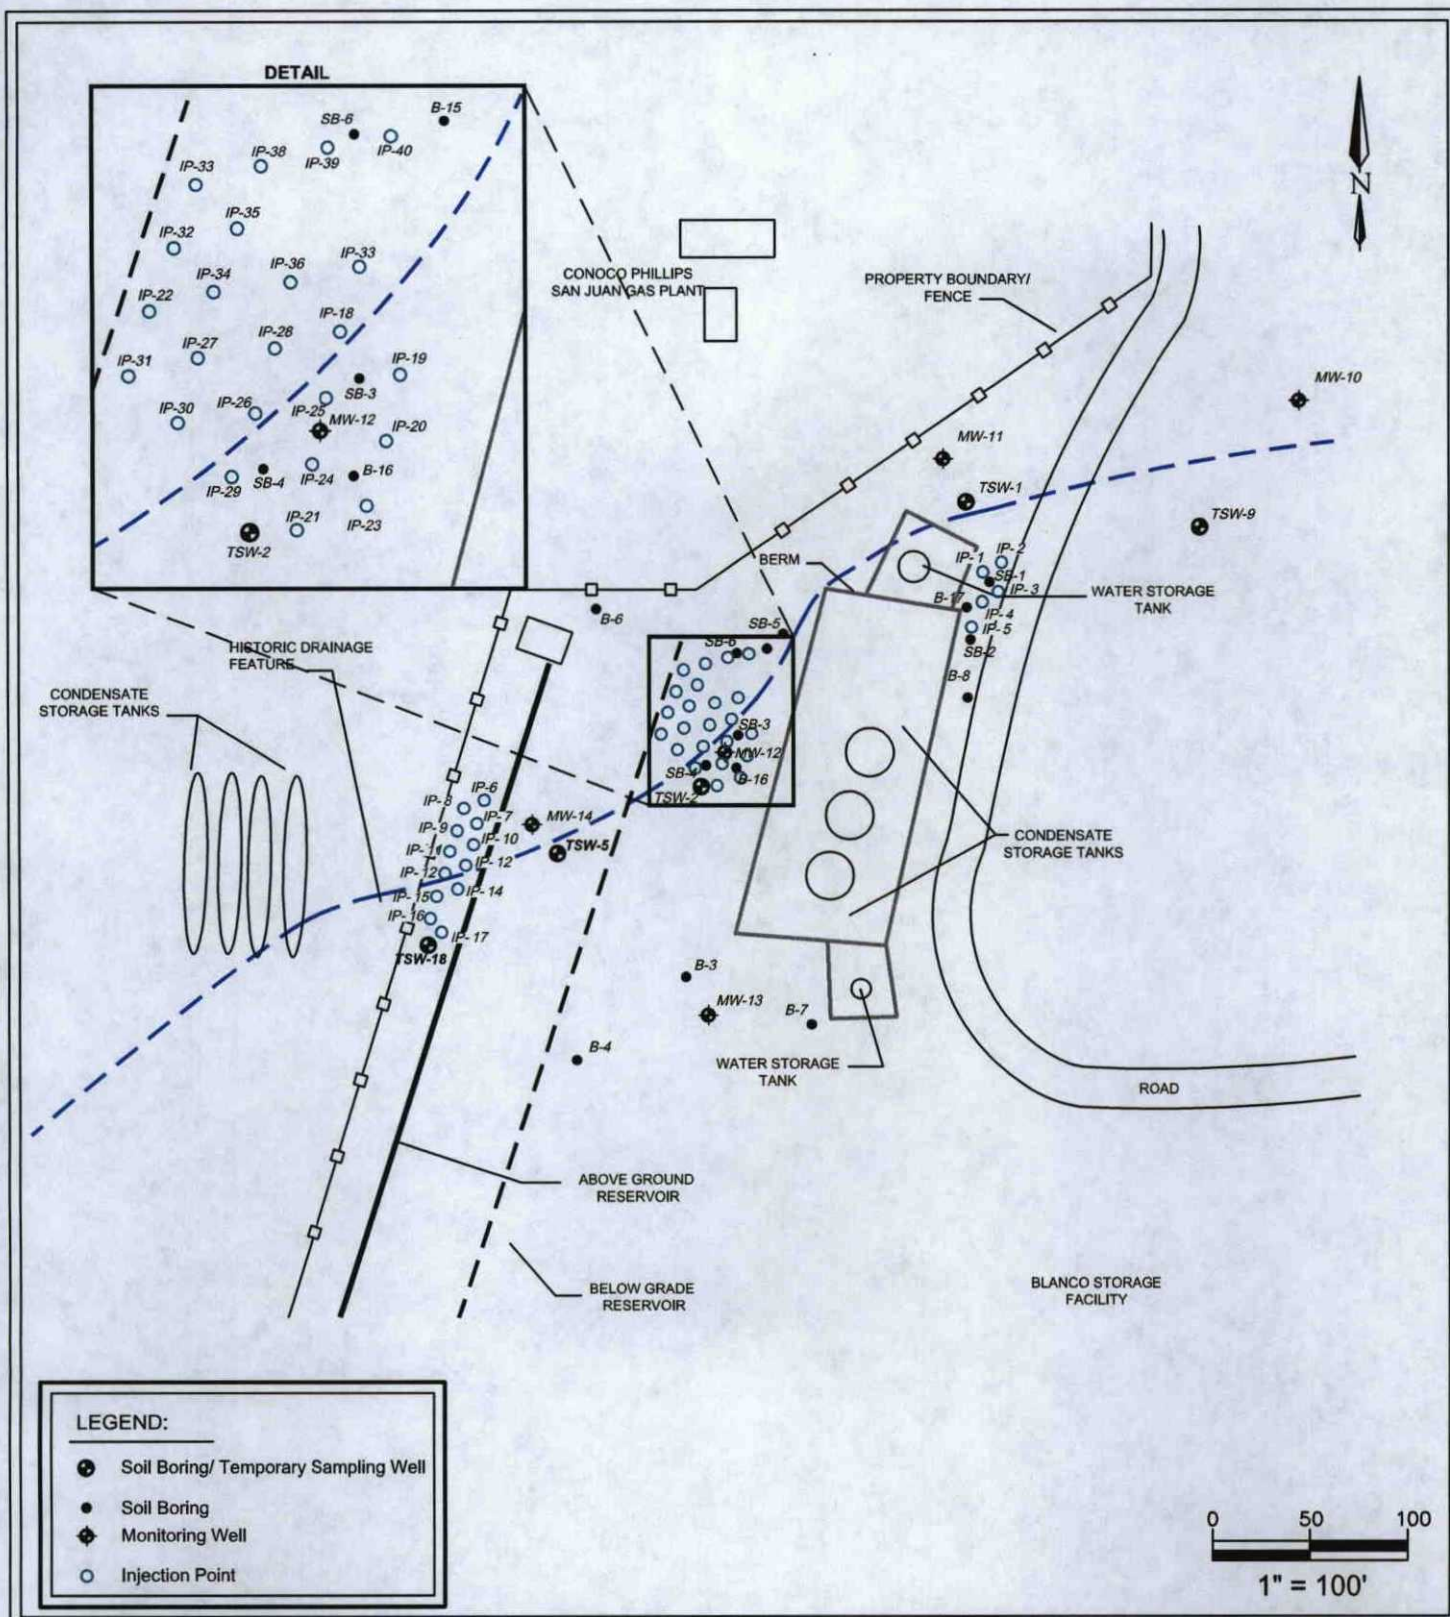 DETAIL
B-15
SB-6
IP-40
IP-39
IP-38
IP-33
IP-35
IP-32
IP-36
IP-33
IP-34
IP-22
IP-18
IP-28
IP-27
IP-19
IP-31
SB-3
IP-26
IP-25
IP-30
MW-12
IP-20
SB-4
IP-24
B-16
IP-29
IP-21
IP-23
TSW-2
N
CONOCO PHILLIPS
SAN JUAN GAS PLANT
PROPERTY BOUNDARY/
FENCE
MW-10
MW-11
TSW-1
TSW-9
BERM
IP-1
IP-2
SB-1
IP-3
B-17
IP-4
IP-5
SB-2
B-8
WATER STORAGE
TANK
B-6
SB-5
SB-6
HISTORIC DRAINAGE
FEATURE
CONDENSATE
STORAGE TANKS
SB-3
MW-12
SB-4
B-16
TSW-2
IP-6
IP-8
IP-7
MW-14
IP-9
IP-10
IP-11
TSW-5
IP-12
IP-12
IP-14
IP-15
IP-16
IP-17
TSW-18
CONDENSATE
STORAGE TANKS
B-3
MW-13
B-7
B-4
WATER STORAGE
TANK
ROAD
ABOVE GROUND
RESERVOIR
BELOW GRADE
RESERVOIR
BLANCO STORAGE
FACILITY
LEGEND:
Soil Boring/ Temporary Sampling Well
Soil Boring
Monitoring Well
Injection Point
0 50 100
1" = 100'